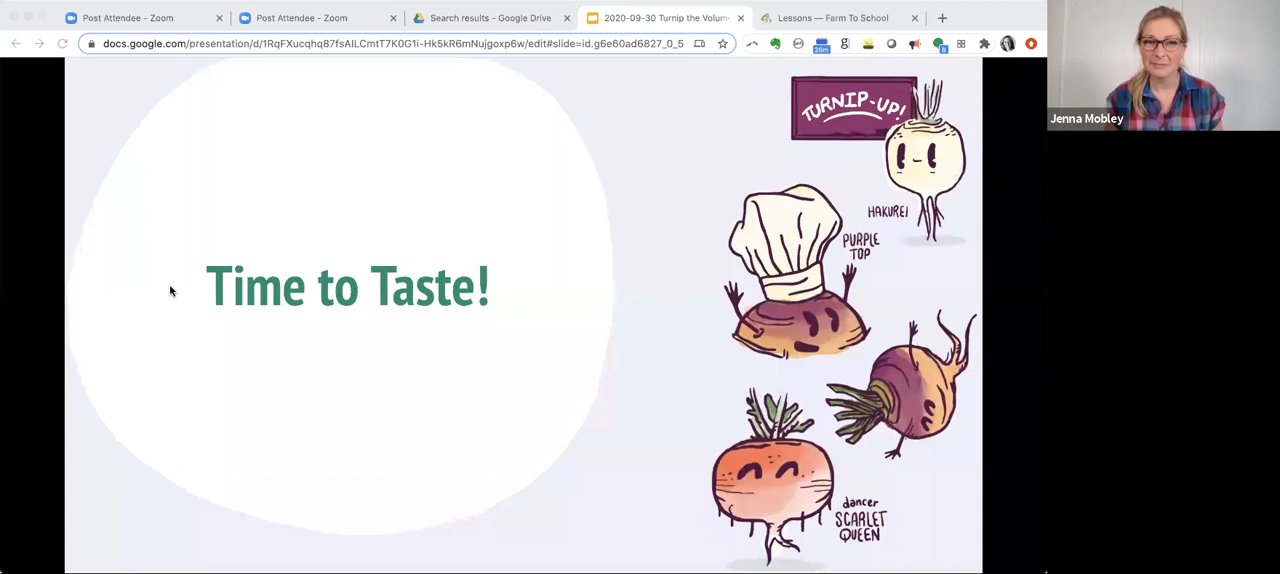 Post Attendee - Zoom
Post Attendee - Zoom
Search results - Google Drive
2020-09-30 Turnip the Volum
Lessons — Farm To School
docs.google.com/presentation/d/1RqFXucqhq87fsAILCmtT7K0G1i-Hk5kR6mNujgoxp6w/edit#slide=id.g6e60ad6827_0_5
26m
8
Jenna Mobley
TURNIP-UP!
HAKUREI
PURPLE
TOP
Time to Taste!
dancer
SCARLET
QUEEN